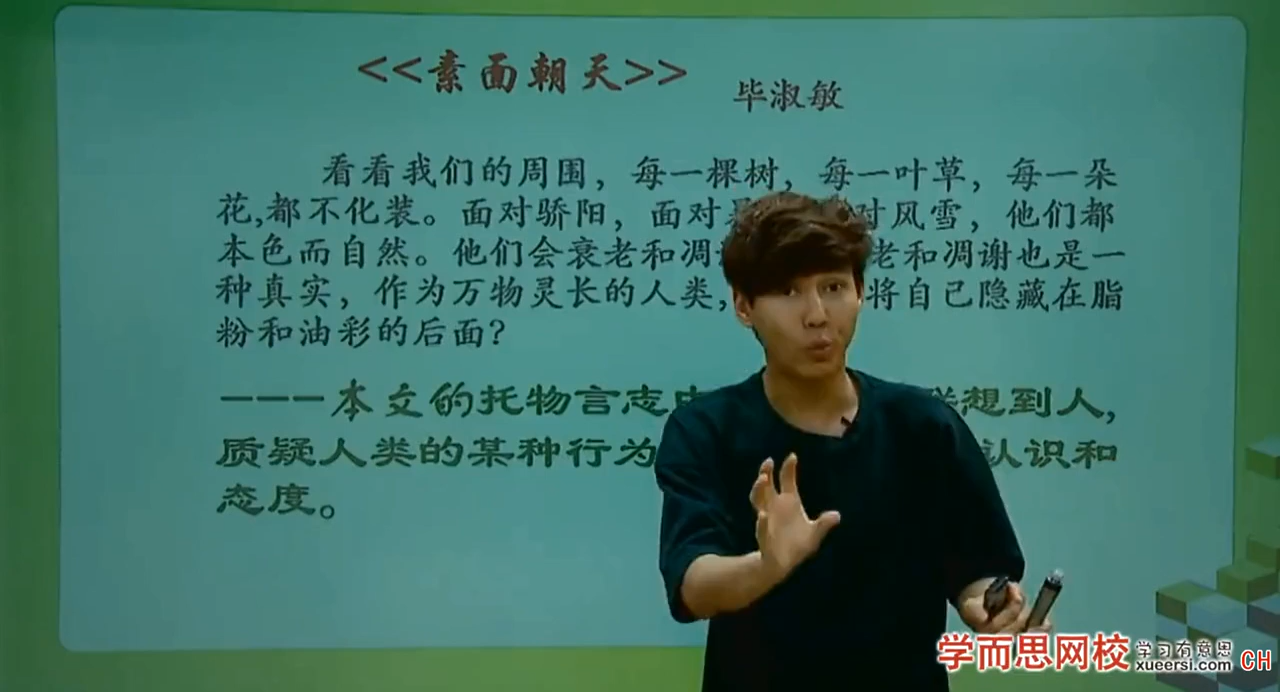 <<素面朝天>>
毕淑敏
看看我们的周围，每一棵树，每一叶草，每一朵
花,都不化装。面对骄阳，面对 对风雪，他们都
本色而自然。他们会衰老和凋 老和凋谢也是一
种真实，作为万物灵长的人类, 将自己隐藏在脂
粉和油彩的后面？
---本文的托物言志 想到人,
质疑人类的某种行为 认识和
态度。
学而思网校
学习有意思
xueersi.com
CH